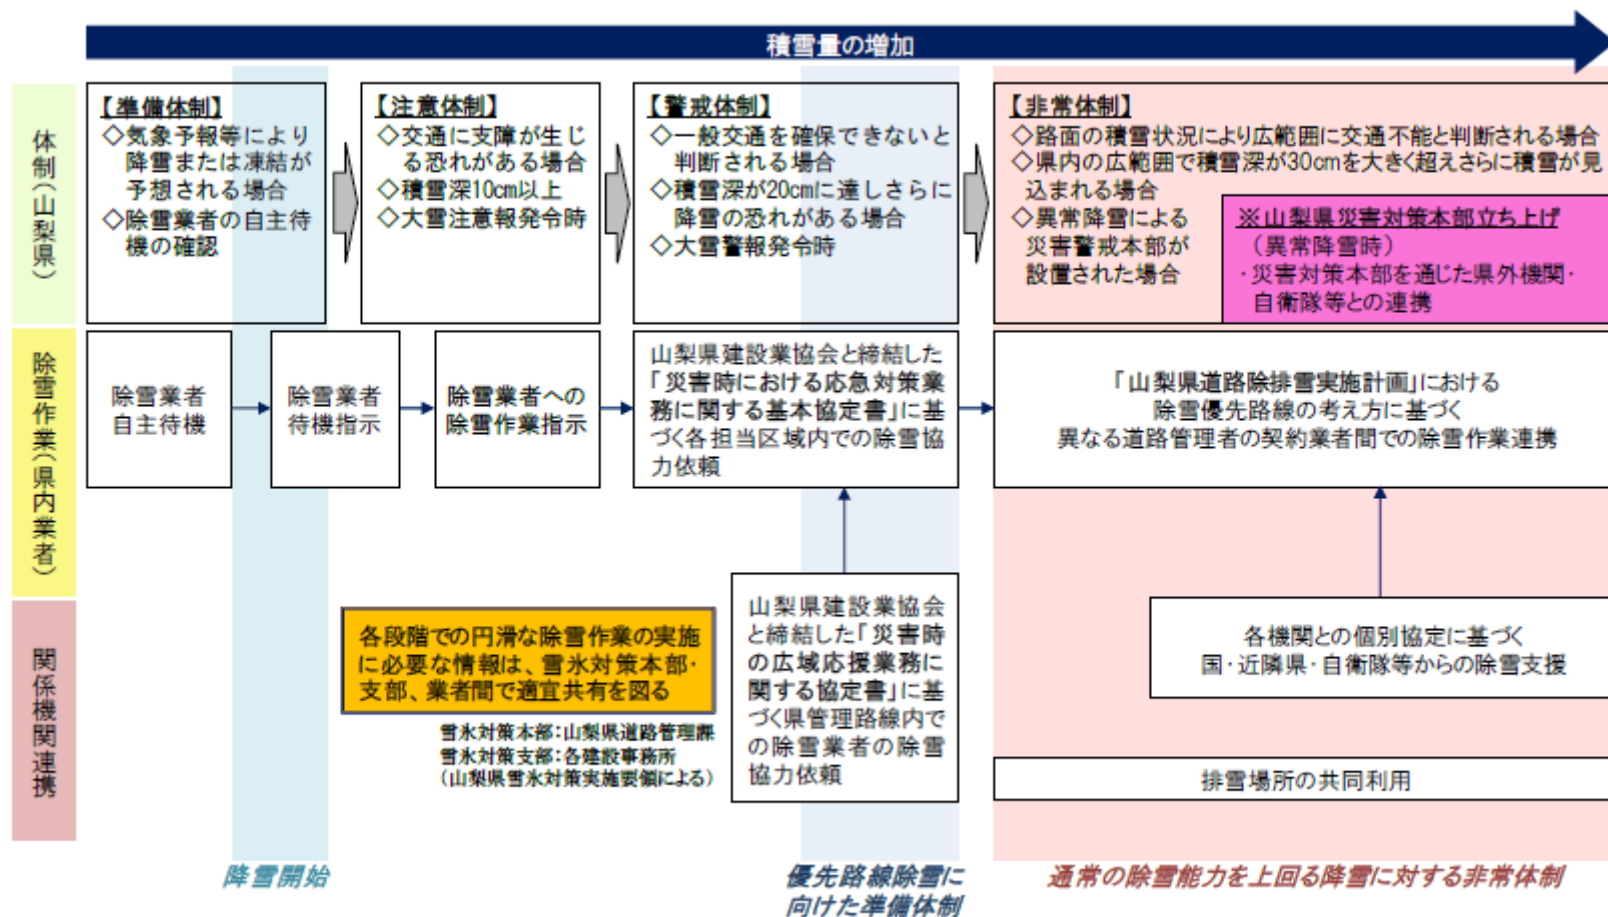 積雪量の増加
体制(山梨県)
【準備体制】
◇気象予報等により
降雪または凍結が
予想される場合
◇除雪業者の自主待
機の確認
【注意体制】
◇交通に支障が生じ
る恐れがある場合
◇積雪深10cm以上
◇大雪注意報発令時
【警戒体制】
◇一般交通を確保できないと
判断される場合
◇積雪深が20cmに達しさらに
降雪の恐れがある場合
◇大雪警報発令時
【非常体制】
◇路面の積雪状況により広範囲に交通不能と判断される場合
◇県内の広範囲で積雪深が30cmを大きく超えさらに積雪が見
込まれる場合
◇異常降雪による
災害警戒本部が
設置された場合
※山梨県災害対策本部立ち上げ
(異常降雪時)
・災害対策本部を通じた県外機関・
自衛隊等との連携
除雪作業(県内業者)
除雪業者
自主待機
除雪業者
待機指示
除雪業者への
除雪作業指示
山梨県建設業協会と締結した
「災害時における応急対策業
務に関する基本協定書」に基
づく各担当区域内での除雪協
力依頼
「山梨県道路除排雪実施計画」における
除雪優先路線の考え方に基づく
異なる道路管理者の契約業者間での除雪作業連携
関係機関連携
各段階での円滑な除雪作業の実施
に必要な情報は、雪氷対策本部・
支部、業者間で適宜共有を図る
雪氷対策本部:山梨県道路管理課
雪氷対策支部:各建設事務所
(山梨県雪氷対策実施要領による)
山梨県建設業協会
と締結した「災害時
の広域応援業務に
関する協定書」に基
づく県管理路線内で
の除雪業者の除雪
協力依頼
各機関との個別協定に基づく
国・近隣県・自衛隊等からの除雪支援
排雪場所の共同利用
降雪開始
優先路線除雪に
向けた準備体制
通常の除雪能力を上回る降雪に対する非常体制